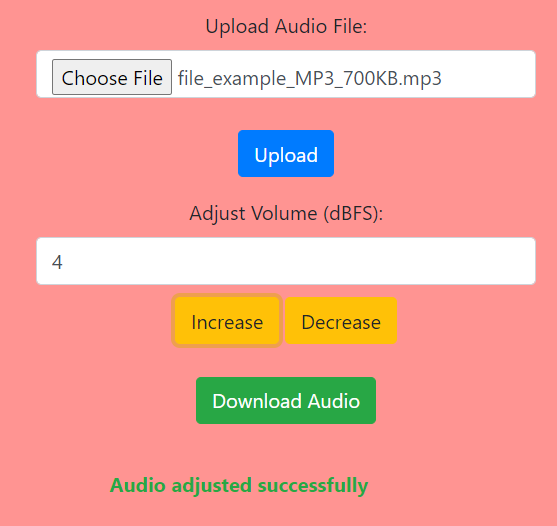 Upload Audio File:
Choose File file_example_MP3_700KB.mp3
Upload
Adjust Volume (dBFS):
4
Increase Decrease
Download Audio
Audio adjusted successfully